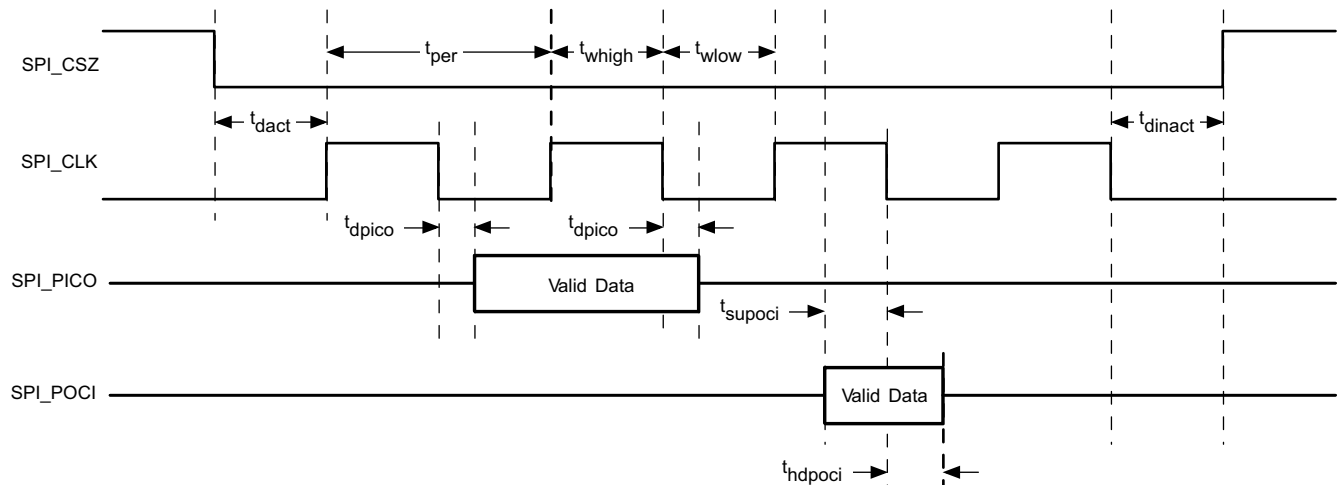 SPI_CSZ
t_per
t_whigh
t_wlow
t_dact
t_dinact
SPI_CLK
t_dpico
t_dpico
SPI_PICO
Valid Data
t_supoci
SPI_POCI
Valid Data
t_hdpoci